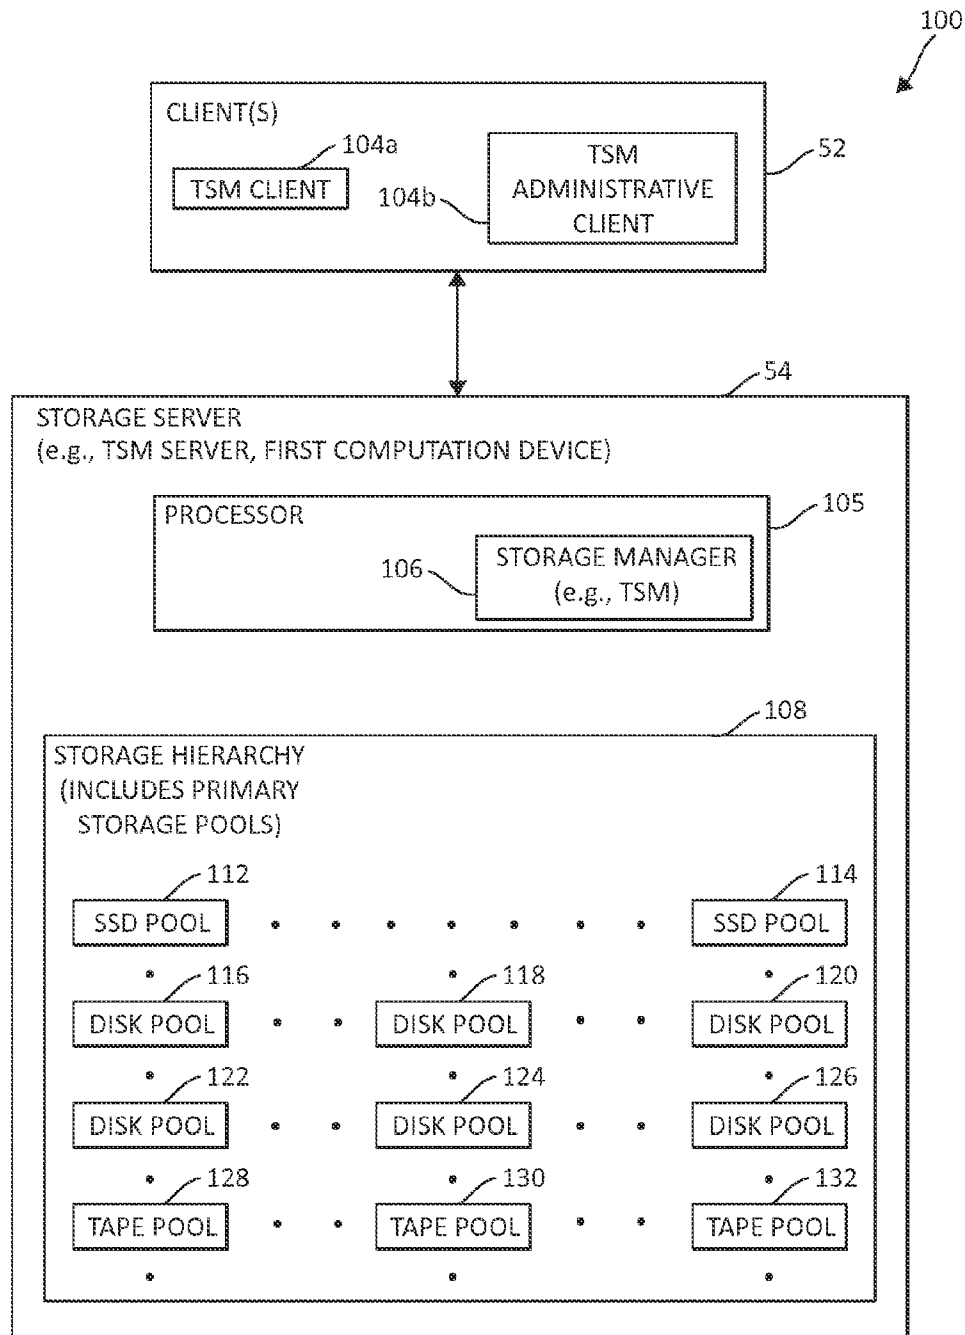 100
CLIENT(S)
104a
TSM CLIENT
104b
TSM
ADMINISTRATIVE
CLIENT
52
54
STORAGE SERVER
(e.g., TSM SERVER, FIRST COMPUTATION DEVICE)
PROCESSOR
105
106
STORAGE MANAGER
(e.g., TSM)
108
STORAGE HIERARCHY
(INCLUDES PRIMARY
STORAGE POOLS)
112
114
SSD POOL
SSD POOL
116
118
120
DISK POOL
DISK POOL
DISK POOL
122
124
126
DISK POOL
DISK POOL
DISK POOL
128
130
132
TAPE POOL
TAPE POOL
TAPE POOL